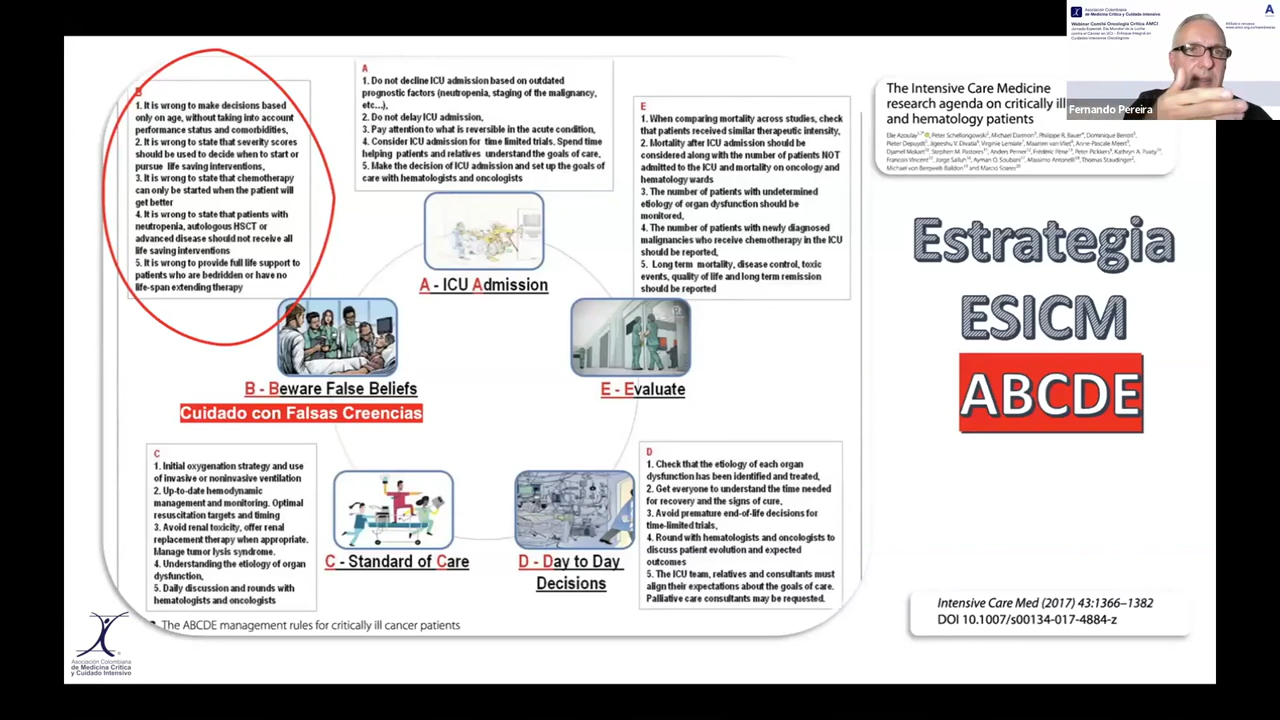 Asociación Colombiana
de Medicina Crítica y Cuidado Intensivo
Webinar Comité Oncología Crítica AMCI
Fernando Pereira
A
1. Do not decline ICU admission based on outdated
prognostic factors (neutropenia, staging of the malignancy,
etc...),
2. Do not delay ICU admission,
3. Pay attention to what is reversible in the acute condition,
4. Consider ICU admission for time limited trials. Spend time
helping patients and relatives understand the goals of care,
5. Make the decision of ICU admission and set up the goals of
care with hematologists and oncologists
B
1. It is wrong to make decisions based
only on age, without taking into account
performance status and comorbidities,
2. It is wrong to state that severity scores
should be used to decide when to start or
pursue life saving interventions,
3. It is wrong to state that chemotherapy
can only be started when the patient will
get better
4. It is wrong to state that patients with
neutropenia, autologous HSCT or
advanced disease should not receive all
life saving interventions
5. It is wrong to provide full life support to
patients who are bedridden or have no
life-span extending therapy
E
1. When comparing mortality across studies, check
that patients received similar therapeutic intensity,
2. Mortality after ICU admission should be
considered along with the number of patients NOT
admitted to the ICU and mortality on oncology and
hematology wards
3. The number of patients with undetermined
etiology of organ dysfunction should be
monitored,
4. The number of patients with newly diagnosed
malignancies who receive chemotherapy in the ICU
should be reported,
5. Long term mortality, disease control, toxic
events, quality of life and long term remission
should be reported
A - ICU Admission
B - Beware False Beliefs
Cuidado con Falsas Creencias
E - Evaluate
C
1. Initial oxygenation strategy and use
of invasive or noninvasive ventilation
2. Up-to-date hemodynamic
management and monitoring. Optimal
resuscitation targets and timing
3. Avoid renal toxicity, offer renal
replacement therapy when appropriate.
Manage tumor lysis syndrome.
4. Understanding the etiology of organ
dysfunction,
5. Daily discussion and rounds with
hematologists and oncologists
C - Standard of Care
D - Day to Day
Decisions
D
1. Check that the etiology of each organ
dysfunction has been identified and treated,
2. Get everyone to understand the time needed
for recovery and the signs of cure,
3. Avoid premature end-of-life decisions for
time-limited trials,
4. Round with hematologists and oncologists to
discuss patient evolution and expected
outcomes
5. The ICU team, relatives and consultants must
align their expectations about the goals of care.
Palliative care consultants may be requested.
The ABCDE management rules for critically ill cancer patients
Asociación Colombiana
de Medicina Crítica
y Cuidado Intensivo
The Intensive Care Medicine
research agenda on critically ill
and hematology patients
Estrategia
ESICM
ABCDE
Intensive Care Med (2017) 43:1366–1382
DOI 10.1007/s00134-017-4884-z